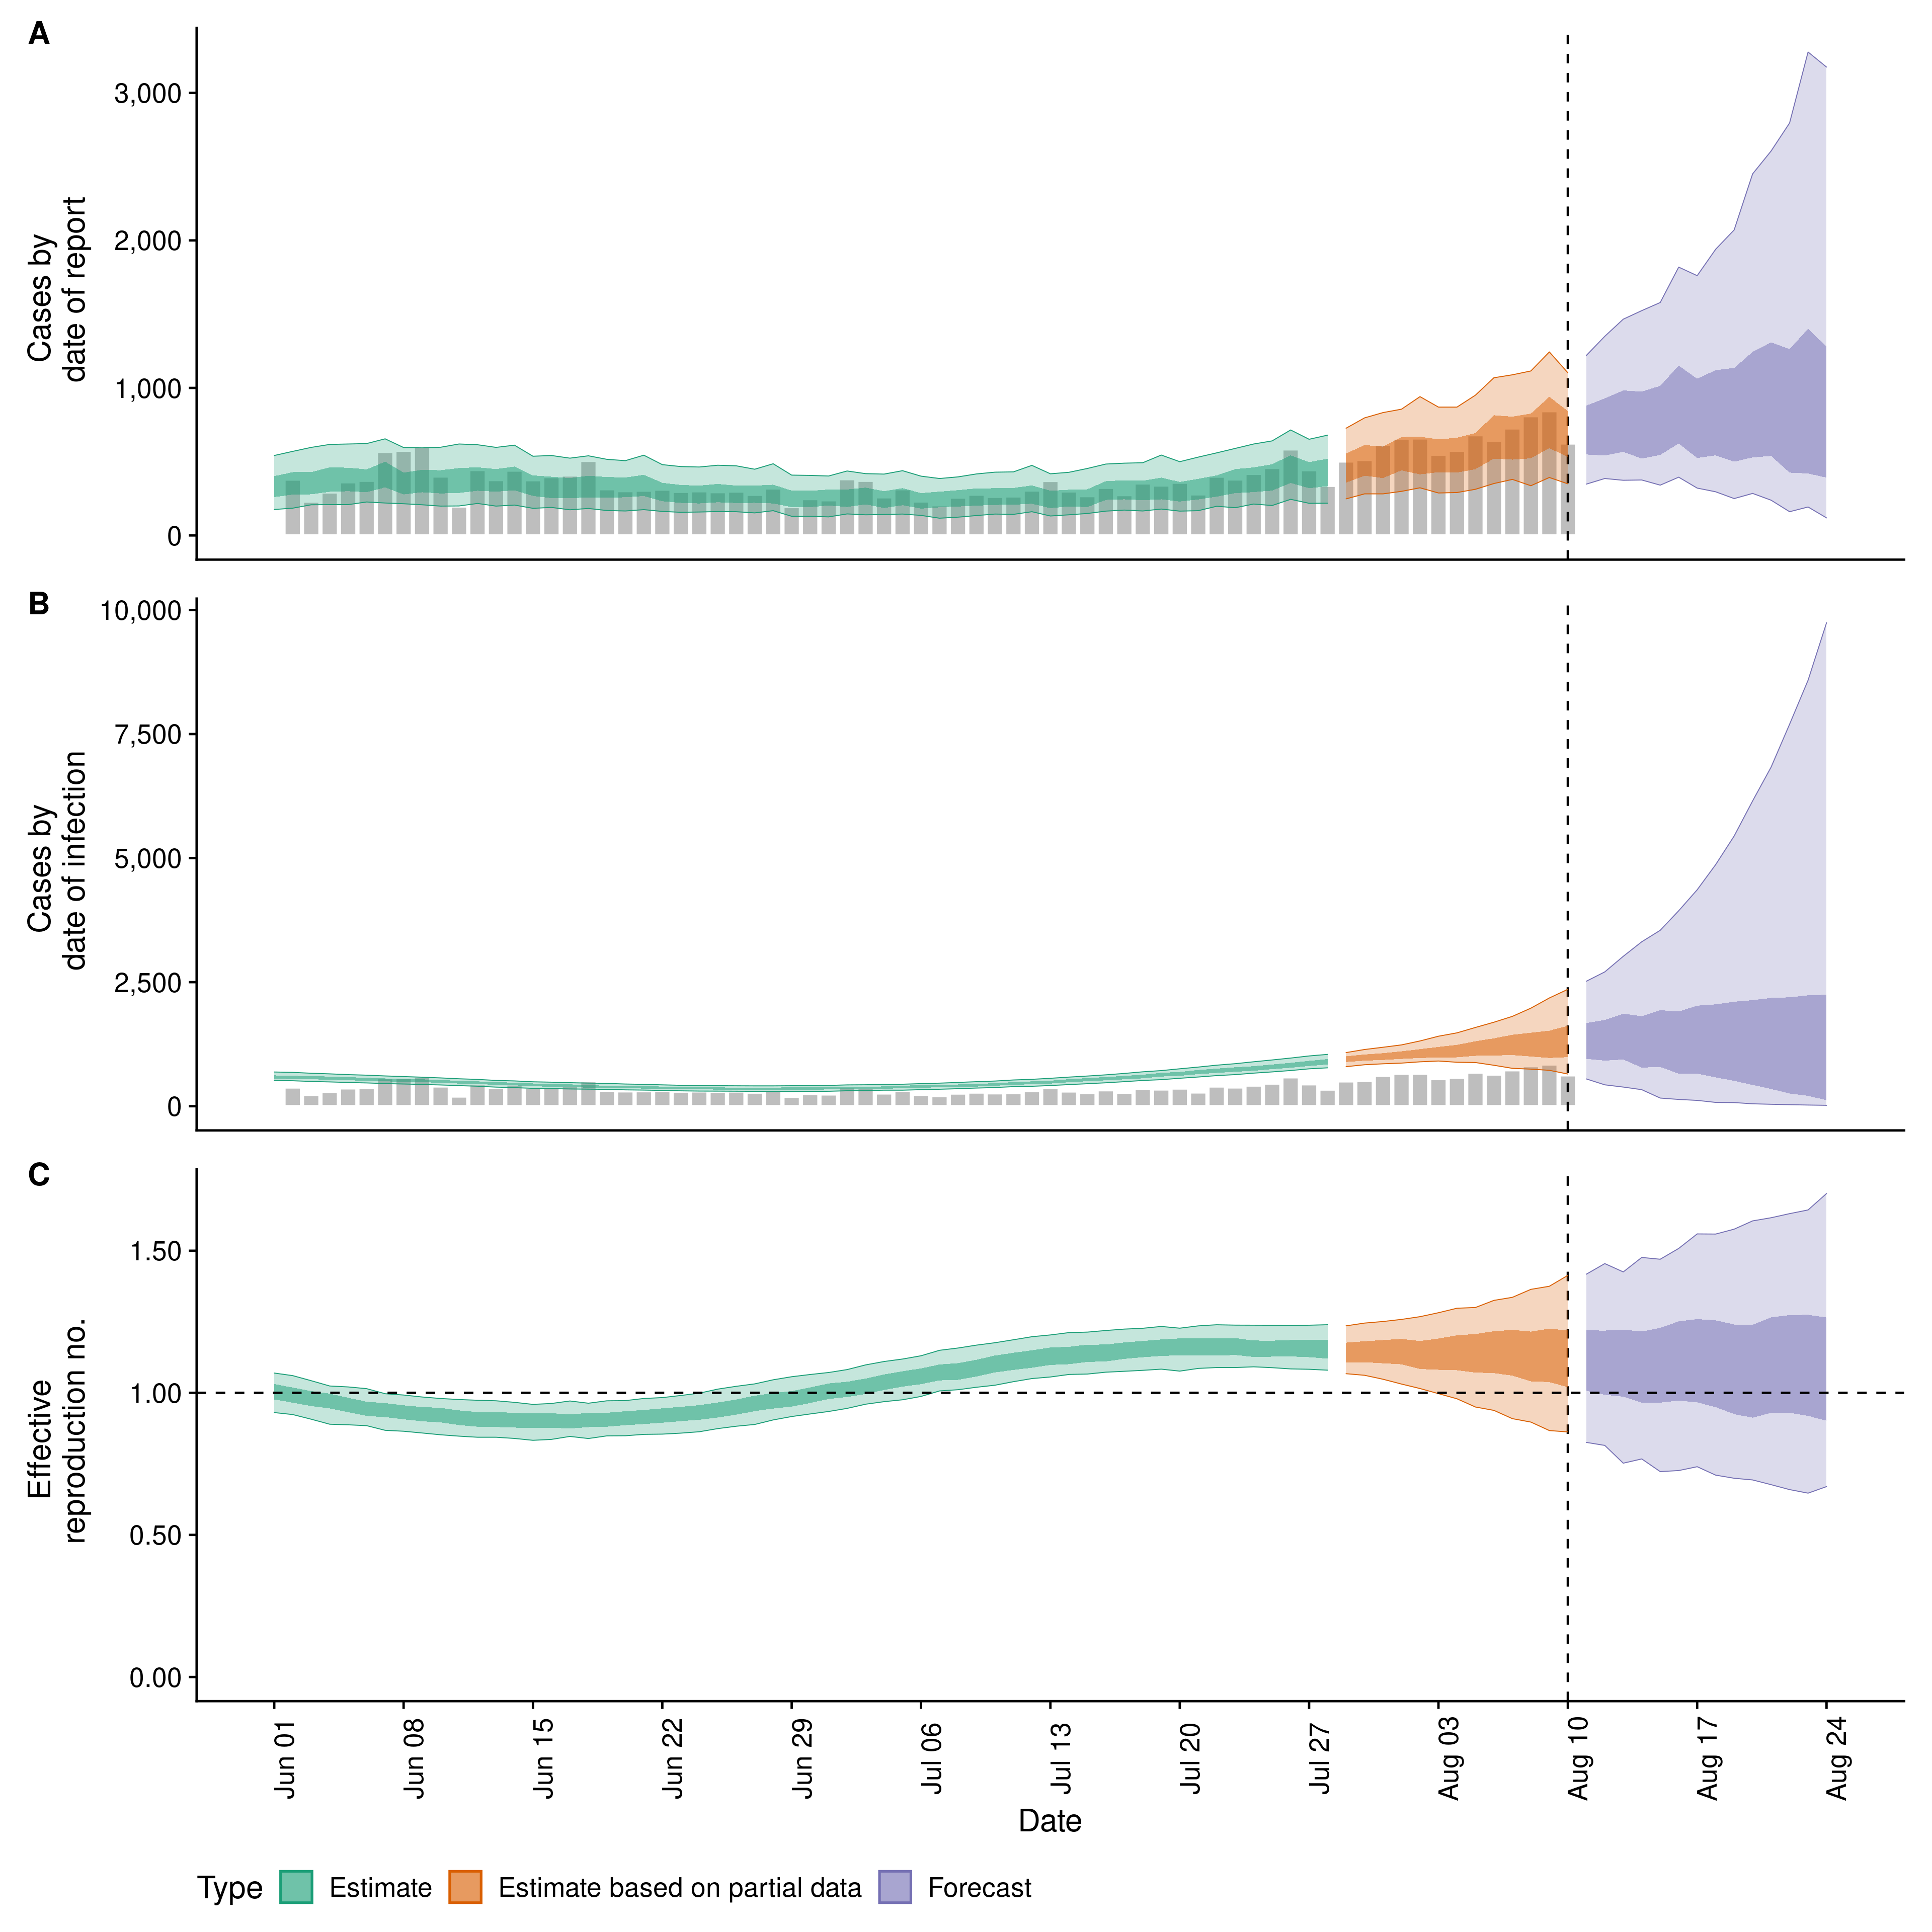 A
3,000
2,000
1,000
0
Cases by
date of report
B
10,000
7,500
5,000
2,500
0
Cases by
date of infection
C
1.50
1.00
0.50
0.00
Effective
reproduction no.
Jun 01
Jun 08
Jun 15
Jun 22
Jun 29
Jul 06
Jul 13
Jul 20
Jul 27
Aug 03
Aug 10
Aug 17
Aug 24
Date
Type Estimate Estimate based on partial data Forecast